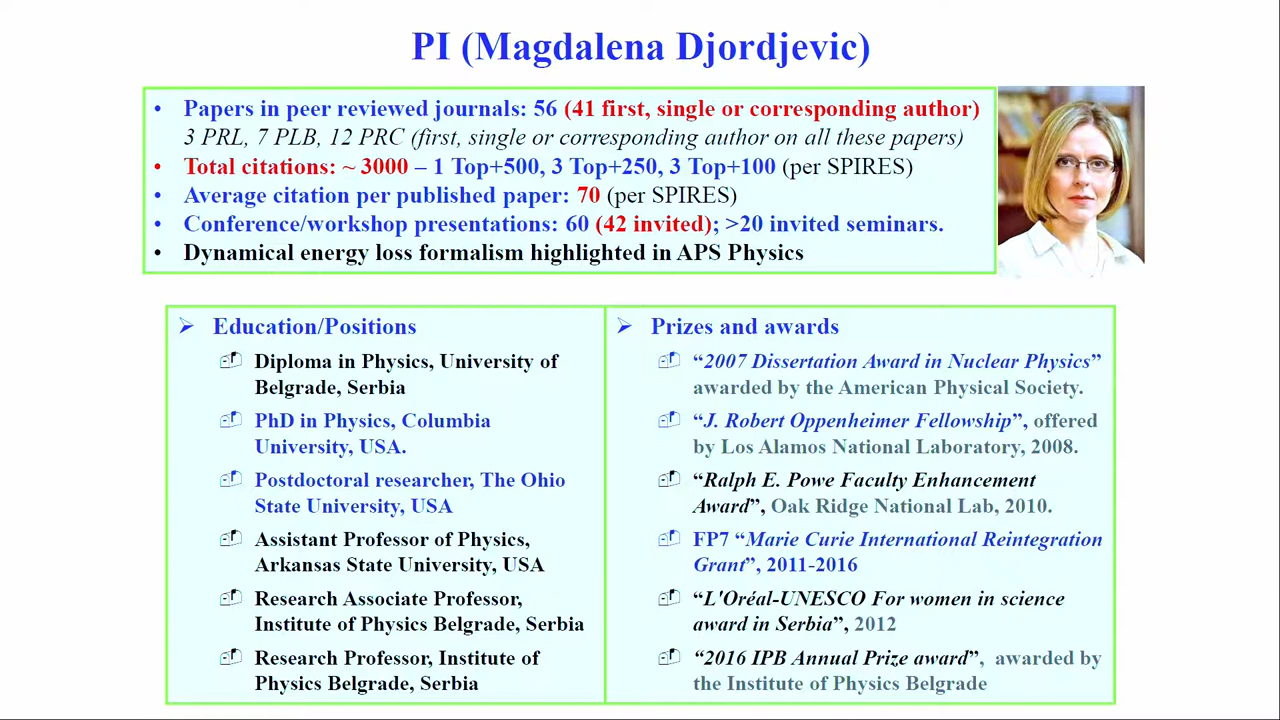 PI (Magdalena Djordjevic)
• Papers in peer reviewed journals: 56 (41 first, single or corresponding author)
3 PRL, 7 PLB, 12 PRC (first, single or corresponding author on all these papers)
• Total citations: ~ 3000 – 1 Top+500, 3 Top+250, 3 Top+100 (per SPIRES)
• Average citation per published paper: 70 (per SPIRES)
• Conference/workshop presentations: 60 (42 invited); >20 invited seminars.
• Dynamical energy loss formalism highlighted in APS Physics
Education/Positions
Diploma in Physics, University of
Belgrade, Serbia
PhD in Physics, Columbia
University, USA.
Postdoctoral researcher, The Ohio
State University, USA
Assistant Professor of Physics,
Arkansas State University, USA
Research Associate Professor,
Institute of Physics Belgrade, Serbia
Research Professor, Institute of
Physics Belgrade, Serbia
Prizes and awards
“2007 Dissertation Award in Nuclear Physics”
awarded by the American Physical Society.
“J. Robert Oppenheimer Fellowship”, offered
by Los Alamos National Laboratory, 2008.
“Ralph E. Powe Faculty Enhancement
Award”, Oak Ridge National Lab, 2010.
FP7 “Marie Curie International Reintegration
Grant”, 2011-2016
“L'Oréal-UNESCO For women in science
award in Serbia”, 2012
“2016 IPB Annual Prize award”, awarded by
the Institute of Physics Belgrade